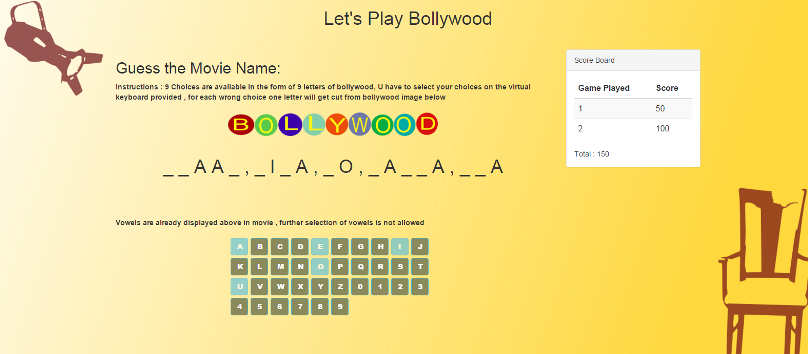 Let's Play Bollywood
Guess the Movie Name:
Instructions : 9 Choices are available in the form of 9 letters of bollywood, U have to select your choices on the virtual
keyboard provided , for each wrong choice one letter will get cut from bollywood image below
BOLLYWOOD
_ _ A A _ , _ I _ A , _ O , _ A _ _ A , _ _ A
Vowels are already displayed above in movie , further selection of vowels is not allowed
A B C D E F G H I J
K L M N O P Q R S T
U V W X Y Z 0 1 2 3
4 5 6 7 8 9
Score Board
Game Played Score
1 50
2 100
Total : 150